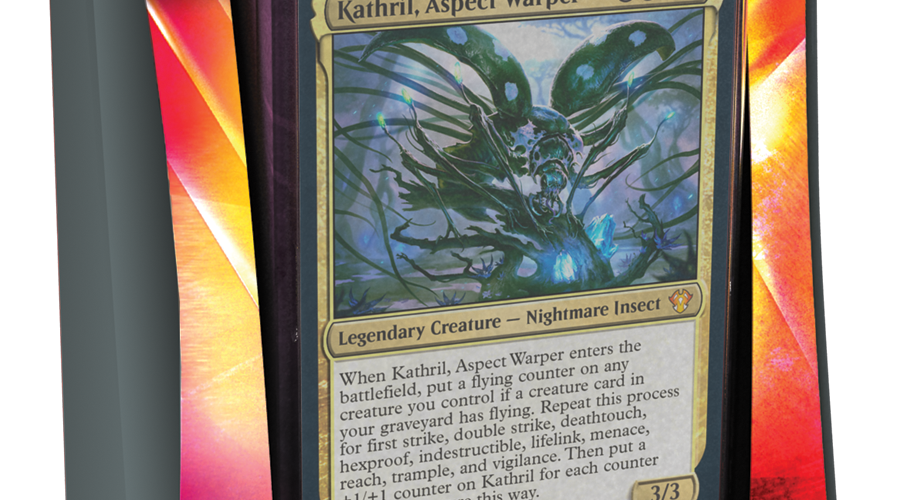 Kathril, Aspect Warper
Legendary Creature — Nightmare Insect
When Kathril, Aspect Warper enters the
battlefield, put a flying counter on any
creature you control if a creature card in
your graveyard has flying. Repeat this process
for first strike, double strike, deathtouch,
hexproof, indestructible, lifelink, menace,
reach, trample, and vigilance. Then put a
+1/+1 counter on Kathril for each counter
this way.
3/3